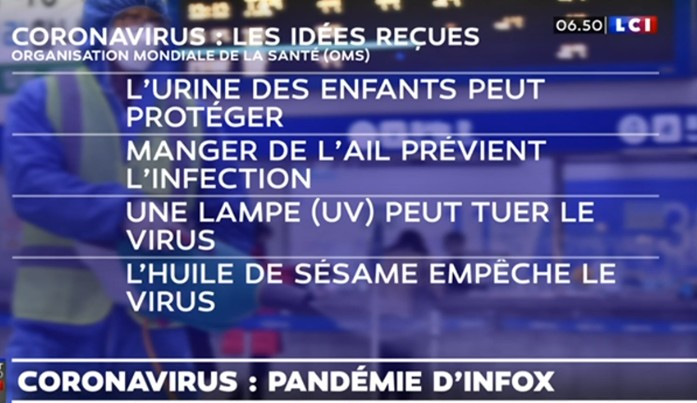 06.50 LCI
CORONAVIRUS : LES IDÉES REÇUES
ORGANISATION MONDIALE DE LA SANTÉ (OMS)
L'URINE DES ENFANTS PEUT
PROTÉGER
MANGER DE L'AIL PRÉVIENT
L'INFECTION
UNE LAMPE (UV) PEUT TUER LE
VIRUS
L'HUILE DE SÉSAME EMPÊCHE LE
VIRUS
CORONAVIRUS : PANDÉMIE D'INFOX